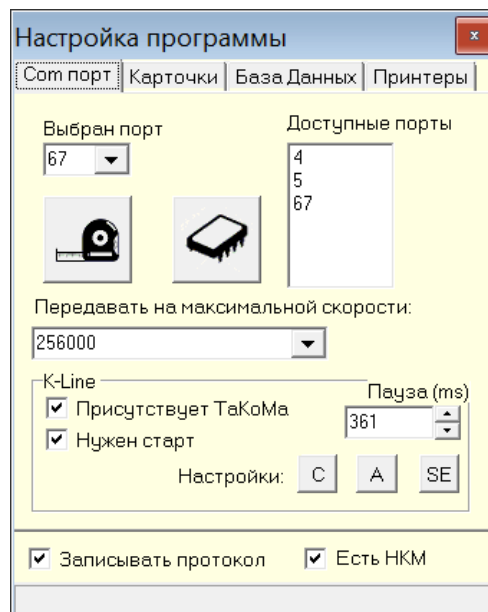 Настройка программы
x
Com порт Карточки База Данных Принтеры
Выбран порт
67
Доступные порты
4
5
67
Передавать на максимальной скорости:
256000
K-Line
Присутствует ТаКоМа
Нужен старт
Пауза (ms)
361
Настройки: C A SE
Записывать протокол Есть НКМ